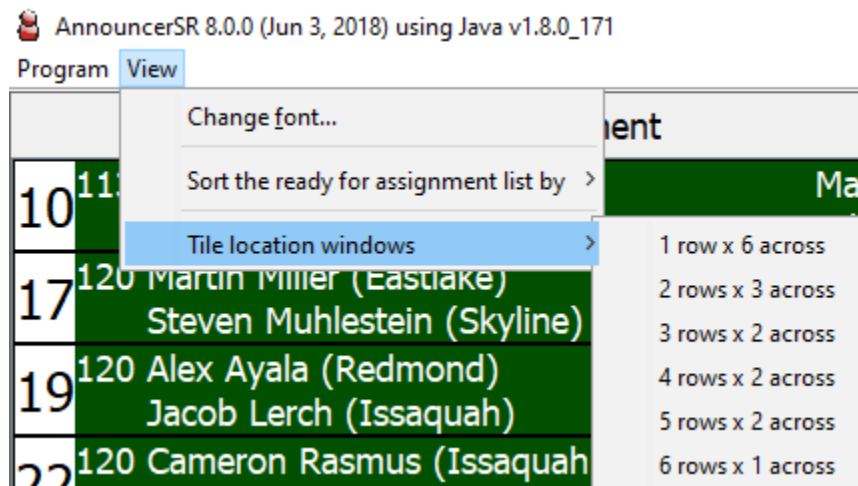 AnnouncerSR 8.0.0 (Jun 3, 2018) using Java v1.8.0_171
Program View
Change font...
Sort the ready for assignment list by >
Tile location windows >
1 row x 6 across
2 rows x 3 across
3 rows x 2 across
4 rows x 2 across
5 rows x 2 across
6 rows x 1 across
10
17 120 Martin Miller (Eastlake)
Steven Muhlestein (Skyline)
19 120 Alex Ayala (Redmond)
Jacob Lerch (Issaquah)
22 120 Cameron Rasmus (Issaquah